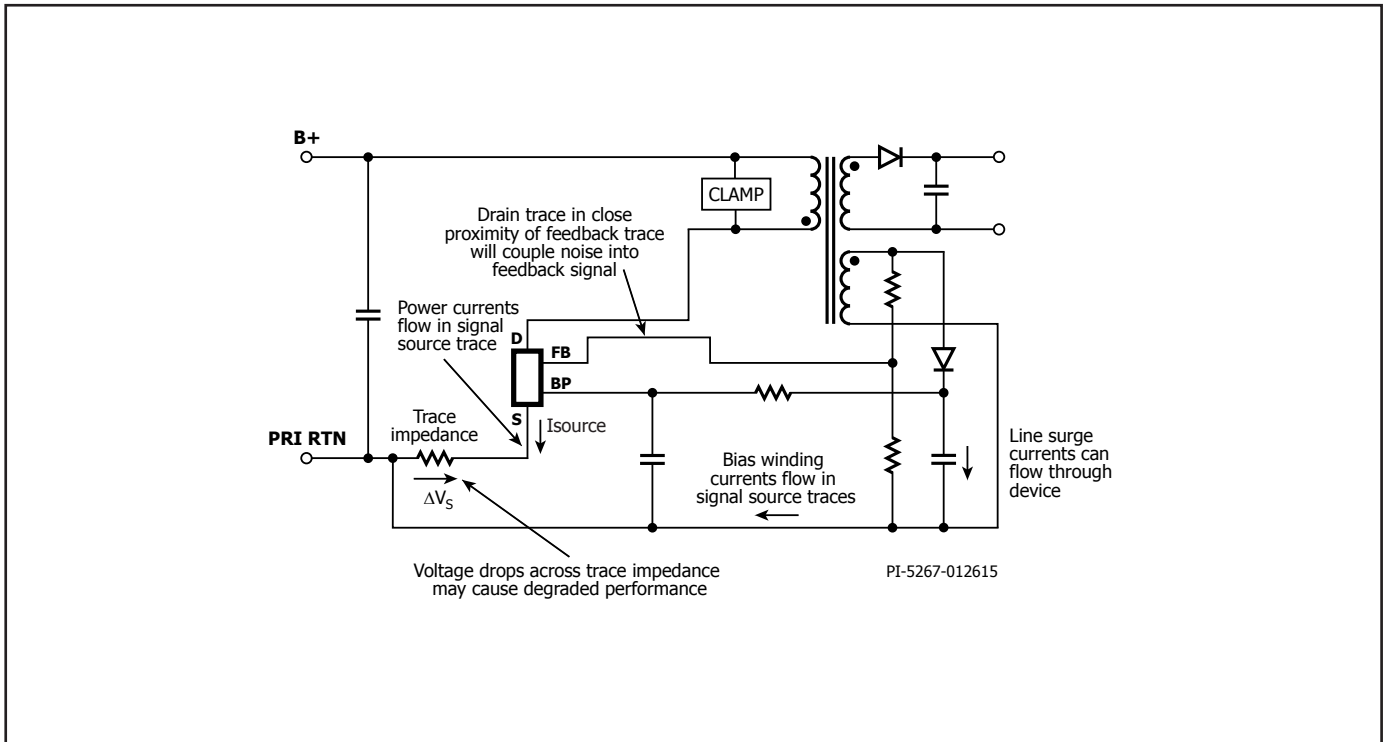 B+
CLAMP
Drain trace in close
proximity of feedback trace
will couple noise into
feedback signal
Power currents
flow in signal
source trace
D
FB
BP
S
Isource
Trace
impedance
PRI RTN
ΔVS
Bias winding
currents flow in
signal source traces
Line surge
currents can
flow through
device
Voltage drops across trace impedance
may cause degraded performance
PI-5267-012615